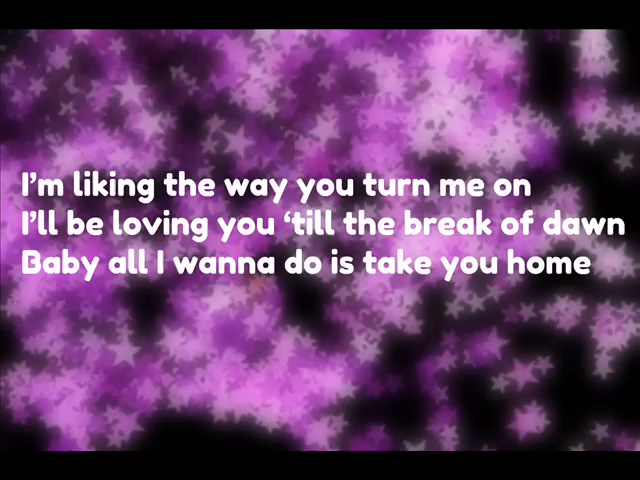 I’m liking the way you turn me on
I’ll be loving you ‘till the break of dawn
Baby all I wanna do is take you home